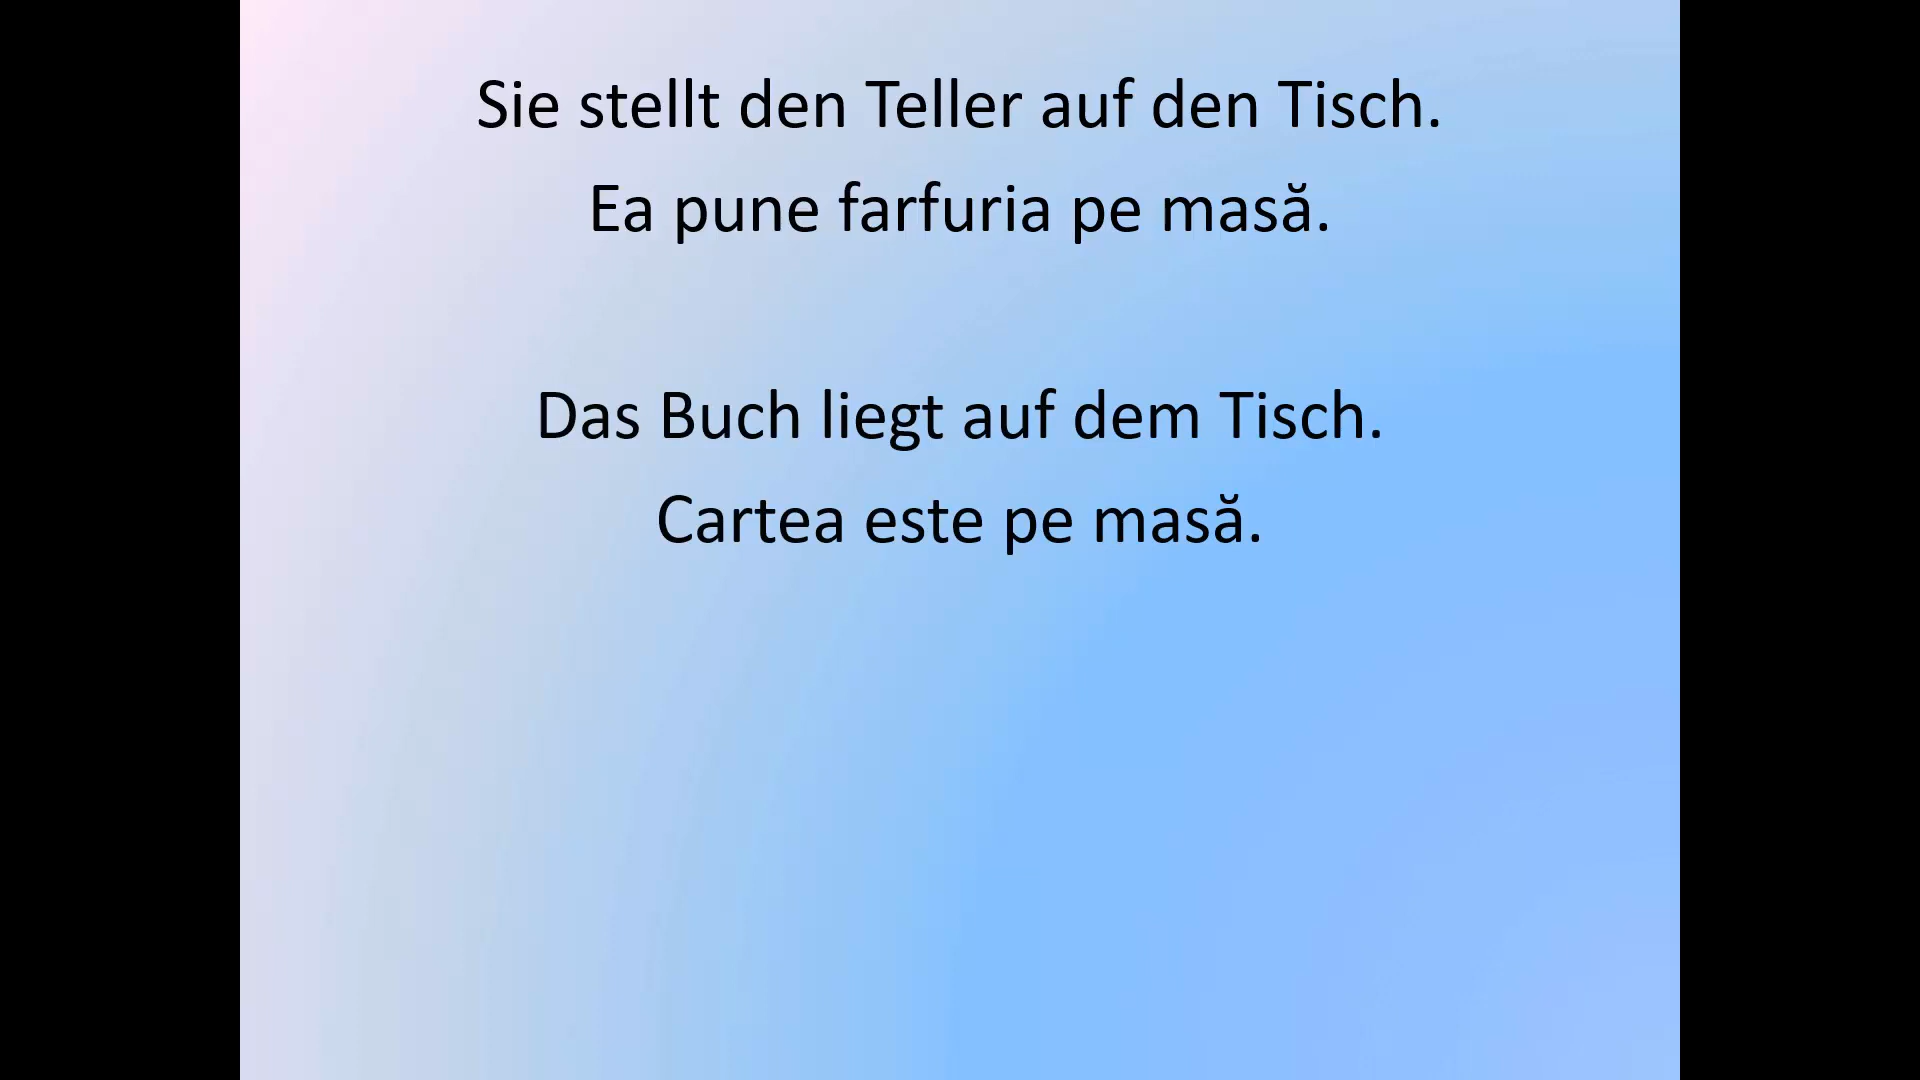 Sie stellt den Teller auf den Tisch.
Ea pune farfuria pe masă.
Das Buch liegt auf dem Tisch.
Cartea este pe masă.